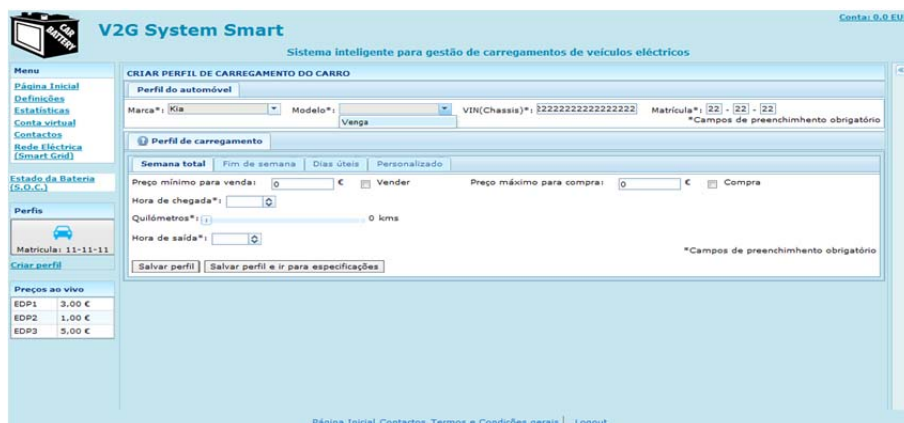 CAR BATTERY
V2G System Smart
Conta: 0.0 EU
Sistema inteligente para gestão de carregamentos de veículos eléctricos
Menu
Página Inicial
Definições
Estatísticas
Conta virtual
Contactos
Rede Eléctrica
(Smart Grid)
Estado da Bateria
(S.O.C.)
Perfis
Matrícula: 11-11-11
Criar perfil
Preços ao vivo
EDP1 3,00 €
EDP2 1,00 €
EDP3 5,00 €
CRIAR PERFIL DE CARREGAMENTO DO CARRO
Perfil do automóvel
Marca*: Kia Modelo*: VIN(Chassis)*: 22222222222222222 Matrícula*: 22 - 22 - 22
Venga
*Campos de preenchimhento obrigatório
Perfil de carregamento
Semana total Fim de semana Dias úteis Personalizado
Preço mínimo para venda: 0 € Vender Preço máximo para compra: 0 € Compra
Hora de chegada*:
Quilómetros*: 0 kms
Hora de saída*:
*Campos de preenchimhento obrigatório
Salvar perfil Salvar perfil e ir para especificações
Página Inicial Contactos Termos e Condições gerais | Logout